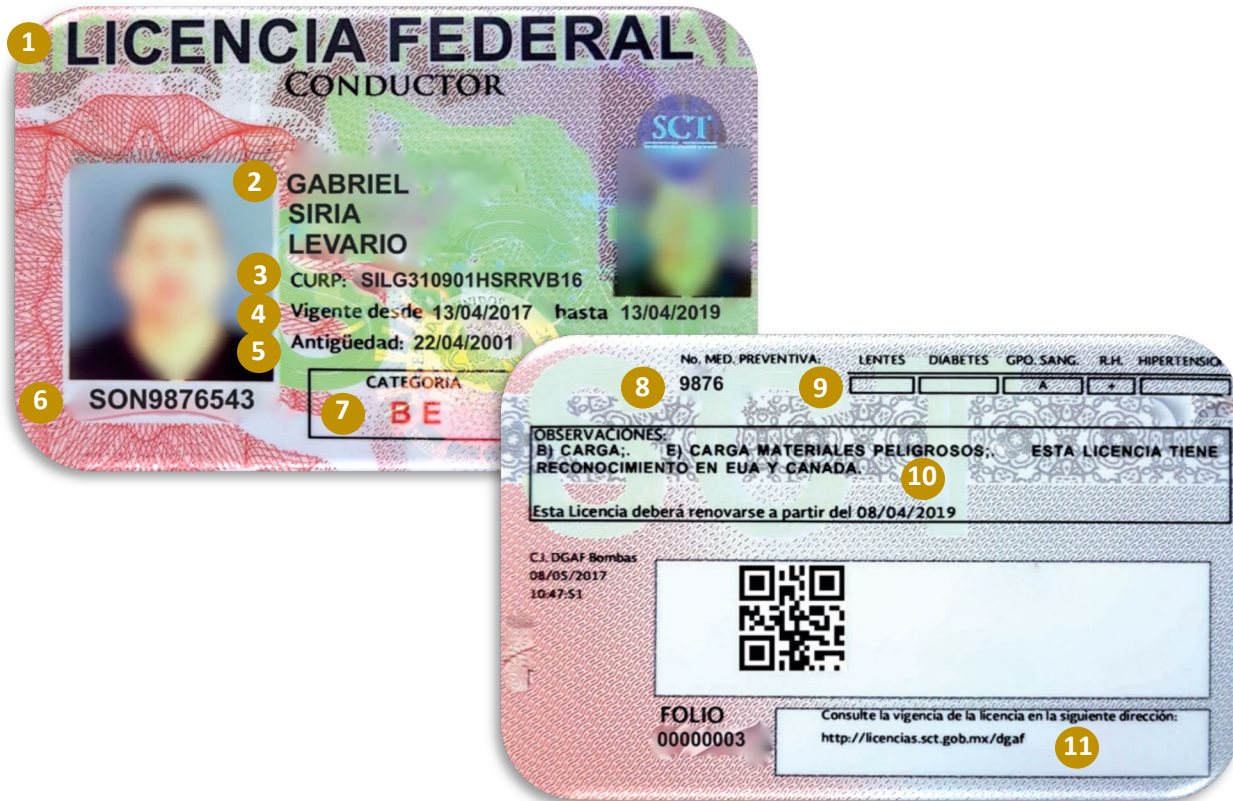 1
LICENCIA FEDERAL
CONDUCTOR
SCT
2
GABRIEL
SIRIA
LEVARIO
3
CURP: SILG310901HSRRVB16
4
Vigente desde 13/04/2017 hasta 13/04/2019
5
Antigüedad: 22/04/2001
6
SON9876543
CATEGORIA
7
B E
No. MED. PREVENTIVA: LENTES DIABETES GPO. SANG. R.H. HIPERTENSIO
8
9876
9
A +
OBSERVACIONES:
B) CARGA;. E) CARGA MATERIALES PELIGROSOS;. ESTA LICENCIA TIENE
RECONOCIMIENTO EN EUA Y CANADA.
10
Esta Licencia deberá renovarse a partir del 08/04/2019
C.I. DGAF Bombas
08/05/2017
10:47:51
FOLIO
00000003
Consulte la vigencia de la licencia en la siguiente dirección:
http://licencias.sct.gob.mx/dgaf
11